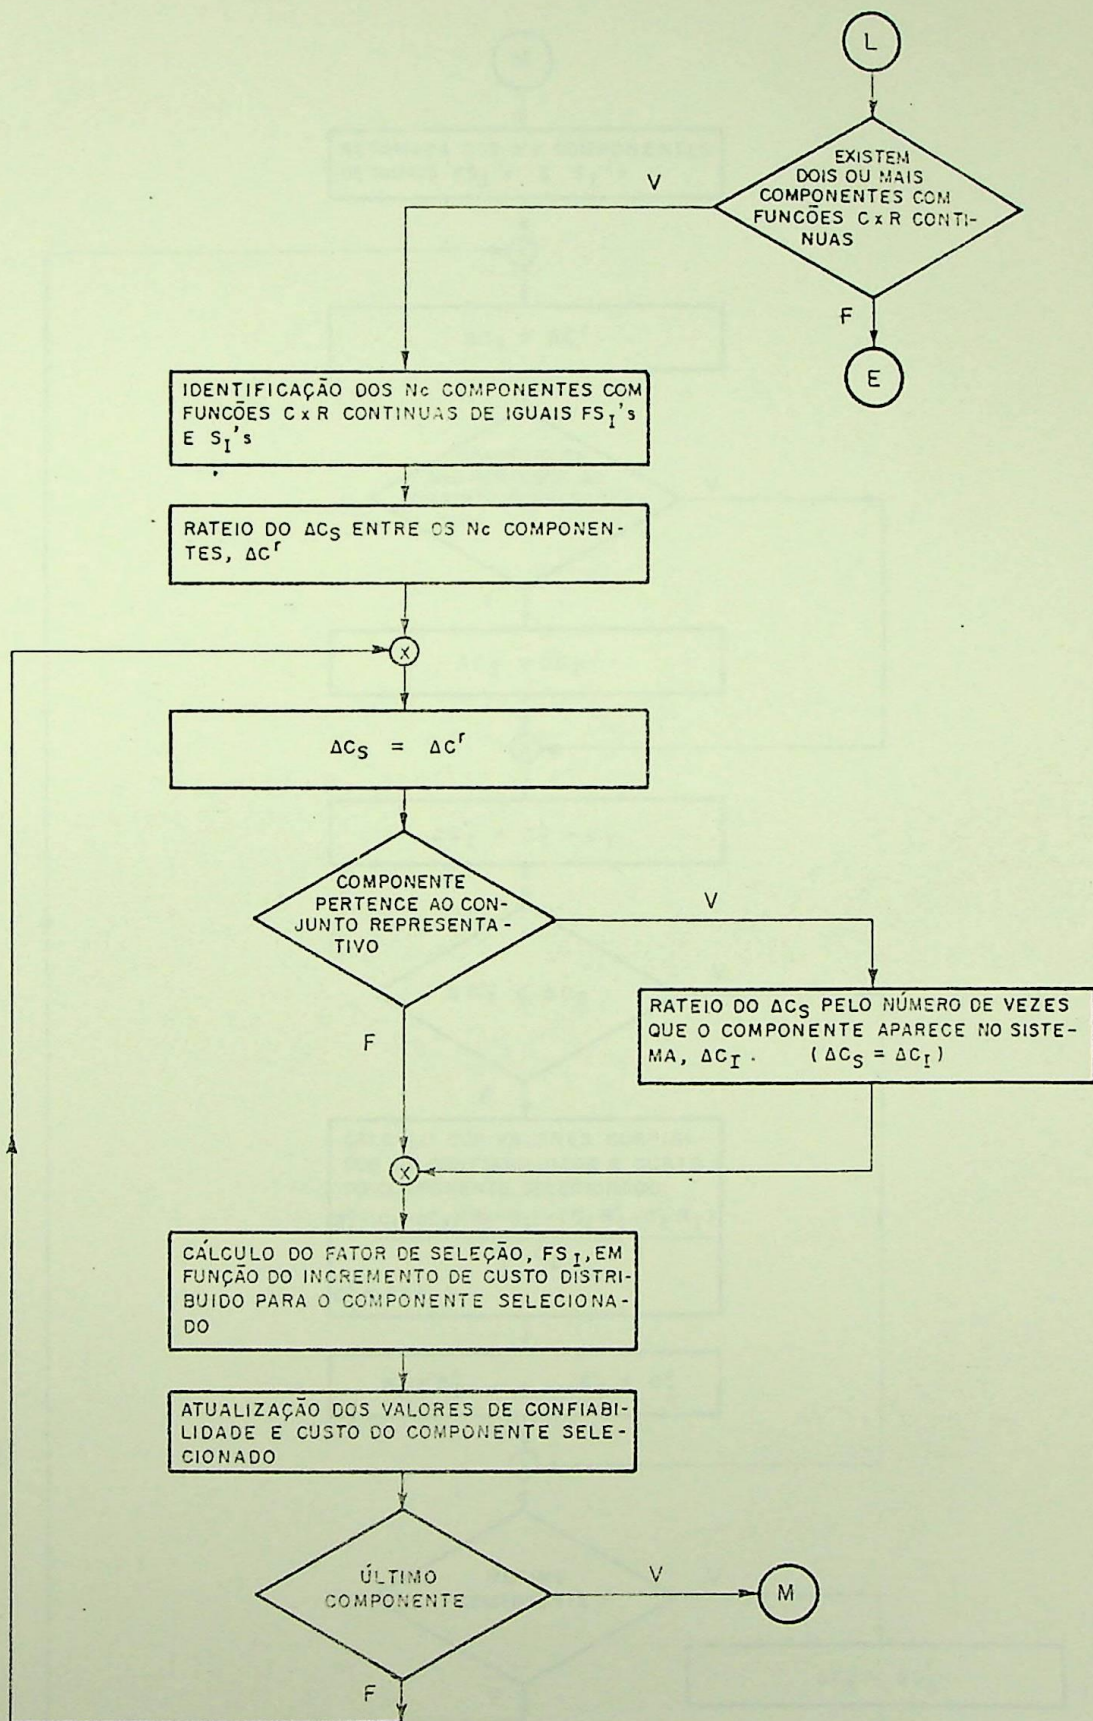 L
EXISTEM
DOIS OU MAIS
COMPONENTES COM
FUNCÕES C x R CONTI-
NUAS
V
F
E
IDENTIFICAÇÃO DOS Nc COMPONENTES COM
FUNCÕES C x R CONTINUAS DE IGUAIS FS_I's
E S_I's
RATEIO DO ΔC_S ENTRE OS Nc COMPONEN-
TES, ΔC^r
X
ΔC_S = ΔC^r
COMPONENTE
PERTENCE AO CON-
JUNTO REPRESENTA-
TIVO
V
F
RATEIO DO ΔC_S PELO NÚMERO DE VEZES
QUE O COMPONENTE APARECE NO SISTE-
MA, ΔC_I. (ΔC_S = ΔC_I)
X
CÁLCULO DO FATOR DE SELEÇÃO, FS_I, EM
FUNÇÃO DO INCREMENTO DE CUSTO DISTRI-
BUIDO PARA O COMPONENTE SELECIONA-
DO
ATUALIZAÇÃO DOS VALORES DE CONFIABI-
LIDADE E CUSTO DO COMPONENTE SELE-
CIONADO
ÚLTIMO
COMPONENTE
V
M
F